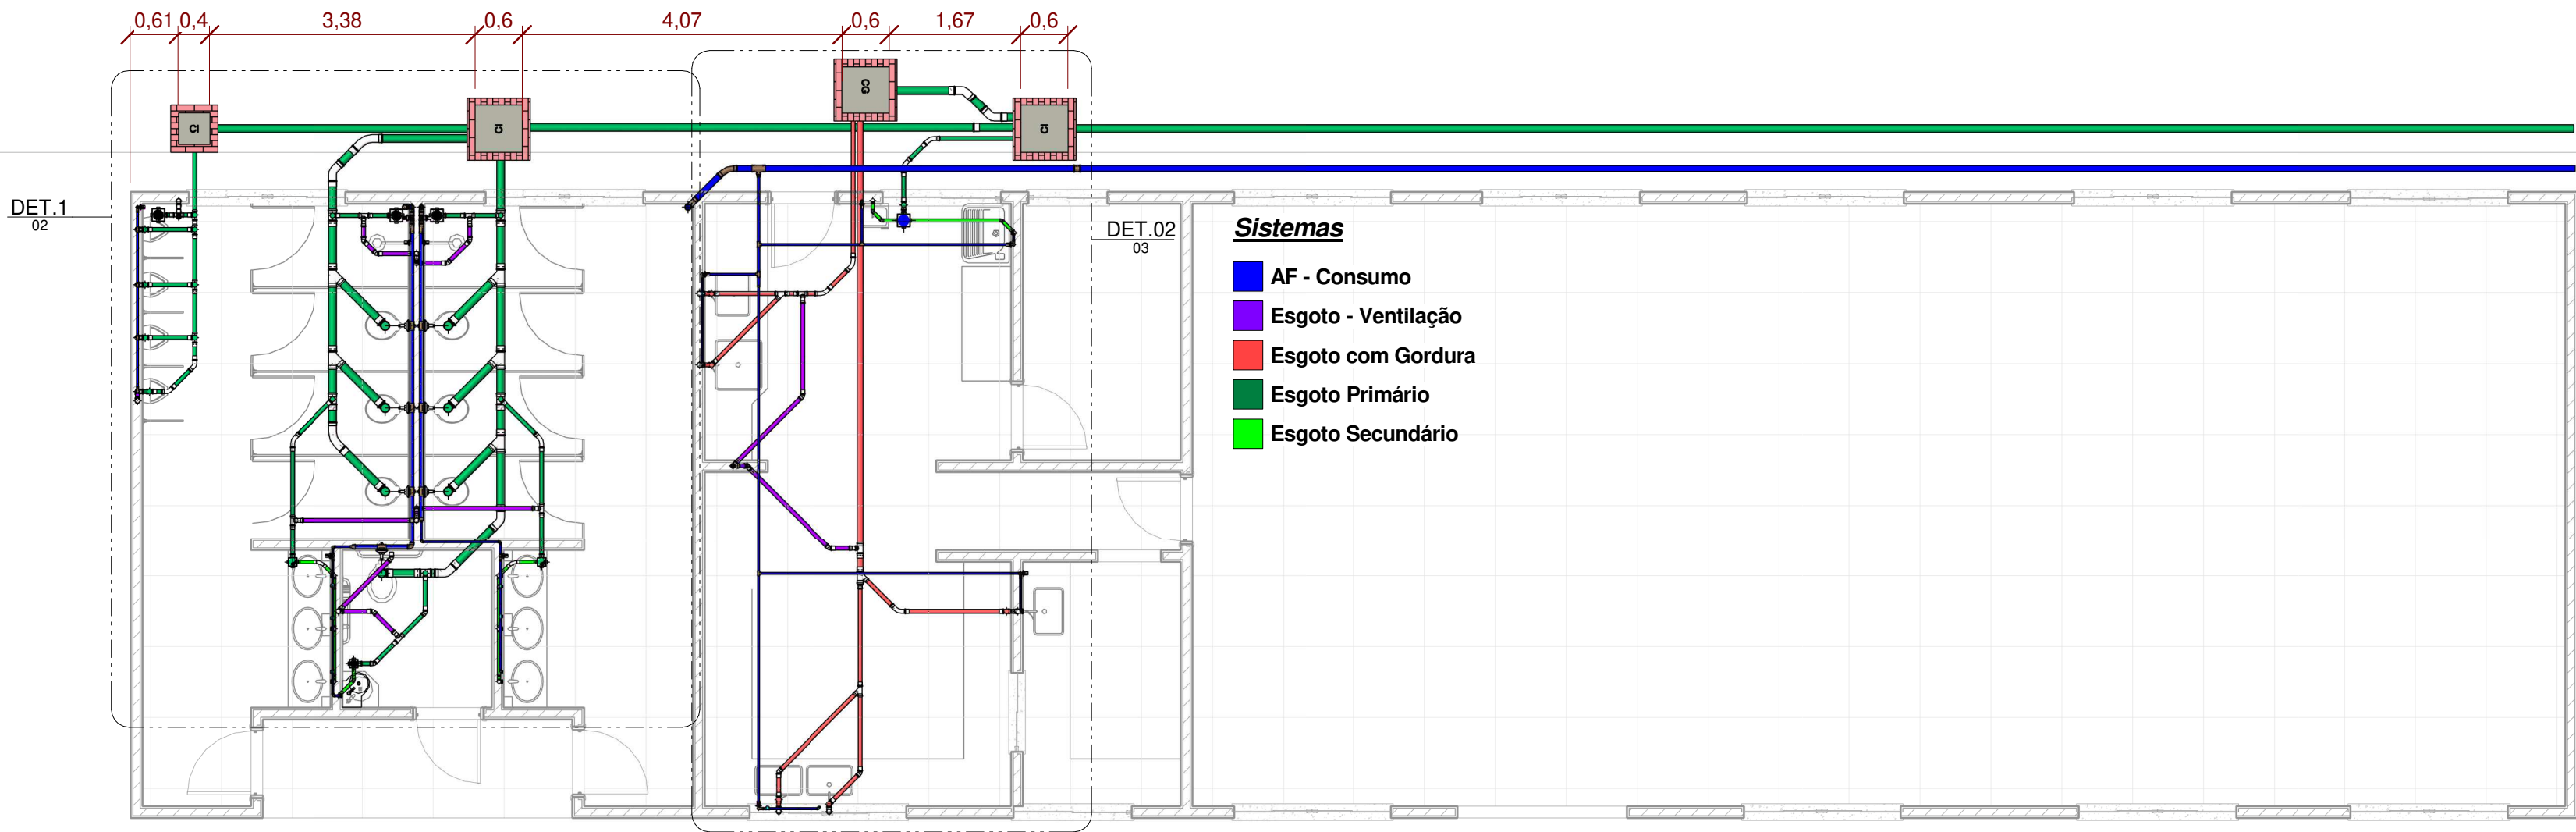 0,61 0,4 3,38 0,6 4,07 0,6 1,67 0,6
CG
CI
CI
CI
DET.1
02
DET.02
03
Sistemas
AF - Consumo
Esgoto - Ventilação
Esgoto com Gordura
Esgoto Primário
Esgoto Secundário